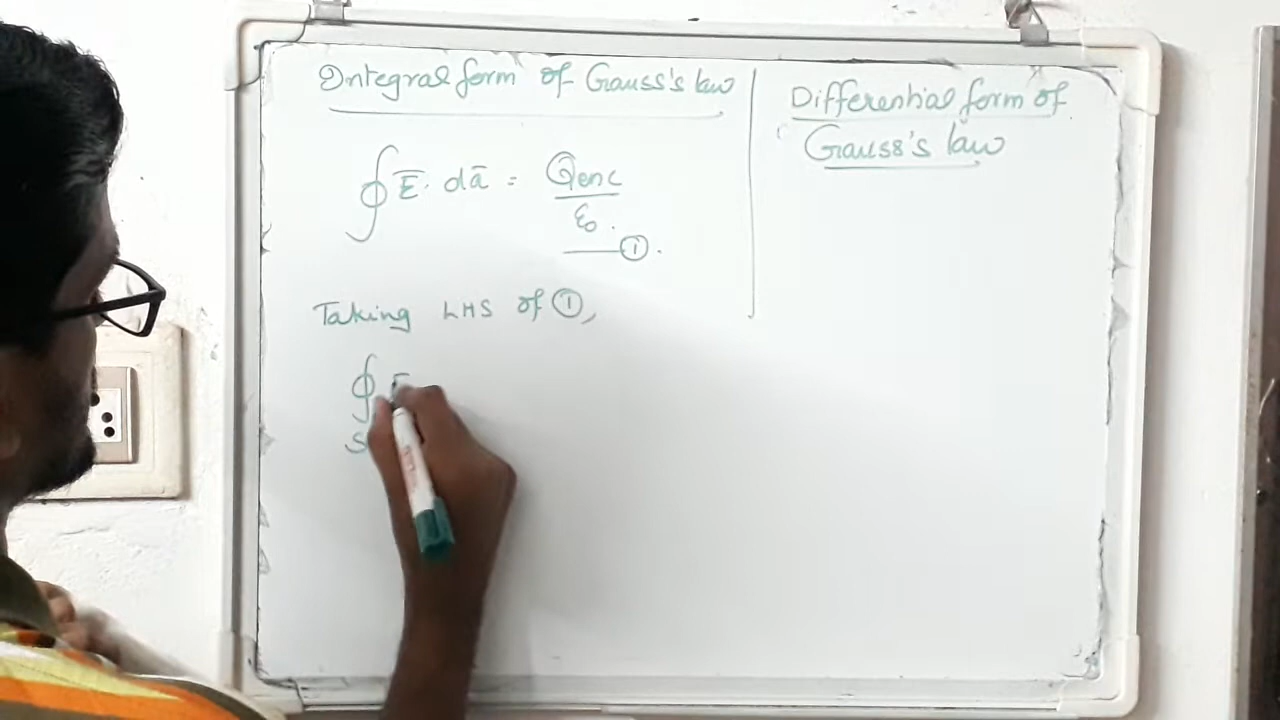 Integral form of Gauss's law
∮ E̅. da̅ = Qenc / ε₀.
①.
Taking LHS of ①,
∮ E
S
Differential form of
Gauss's law